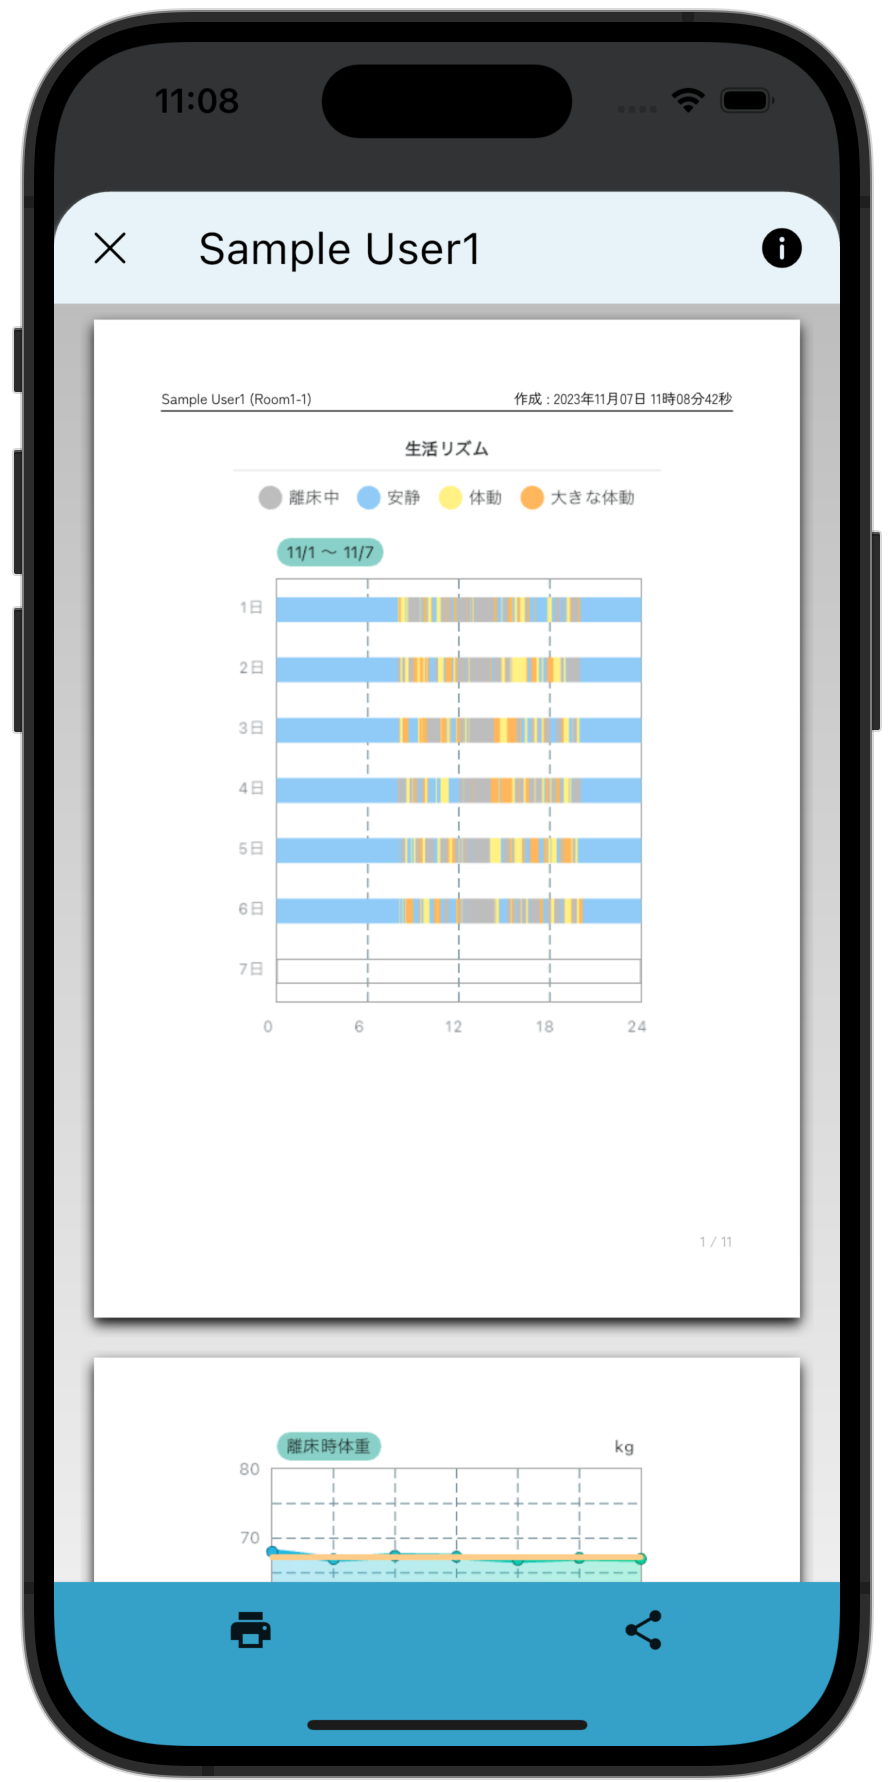 11:08
Sample User1
Sample User1 (Room1-1) 作成 : 2023年11月07日 11時08分42秒
生活リズム
離床中 安静 体動 大きな体動
11/1 〜 11/7
1日
2日
3日
4日
5日
6日
7日
0 6 12 18 24
1 / 11
離床時体重 kg
80
70